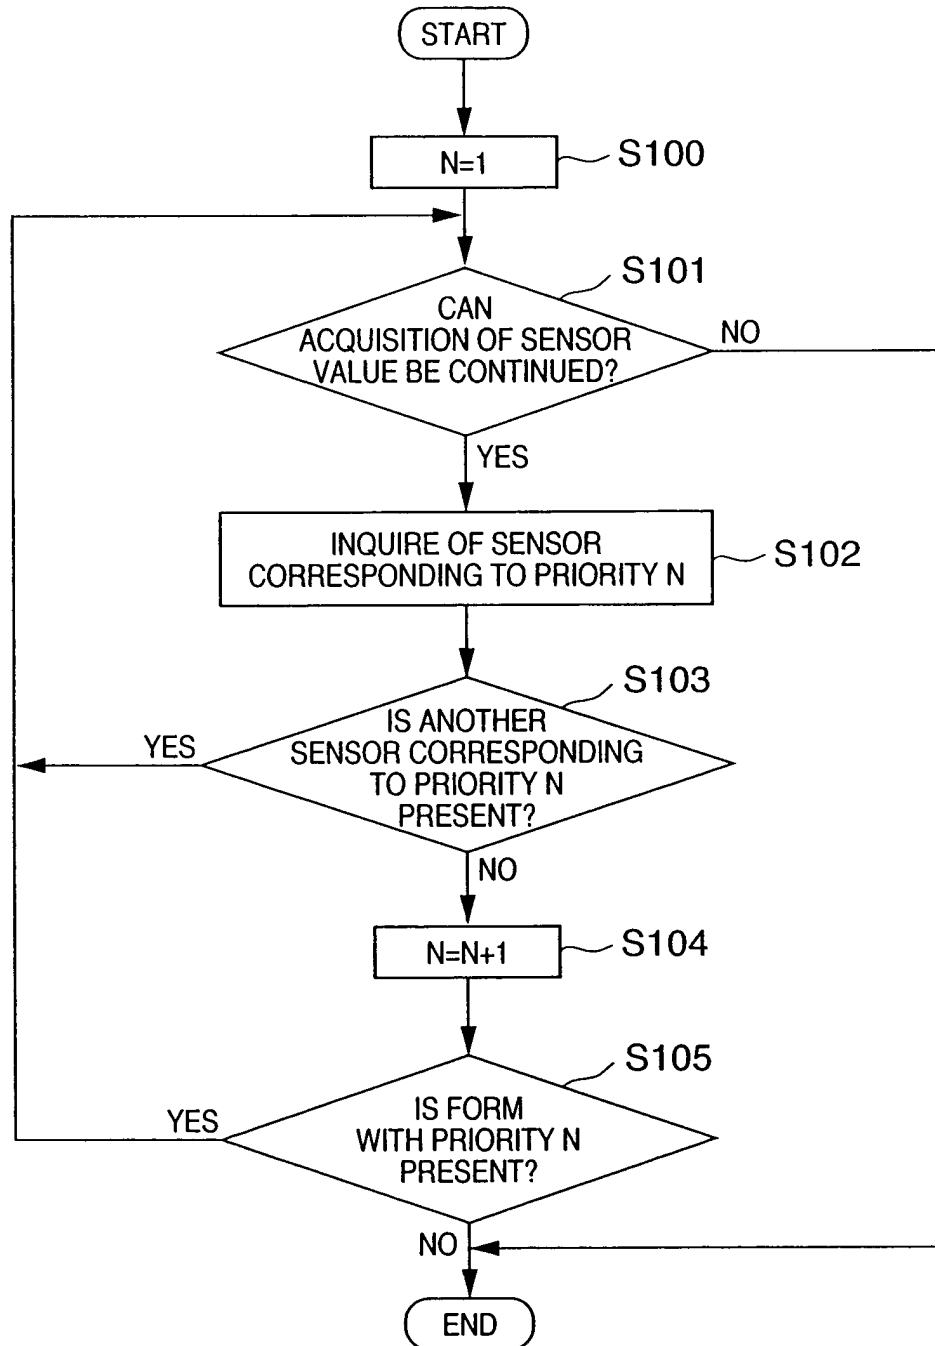 START
N=1
S100
S101
CAN
ACQUISITION OF SENSOR
VALUE BE CONTINUED?
NO
YES
INQUIRE OF SENSOR
CORRESPONDING TO PRIORITY N
S102
S103
IS ANOTHER
SENSOR CORRESPONDING
TO PRIORITY N
PRESENT?
YES
NO
N=N+1
S104
S105
IS FORM
WITH PRIORITY N
PRESENT?
YES
NO
END